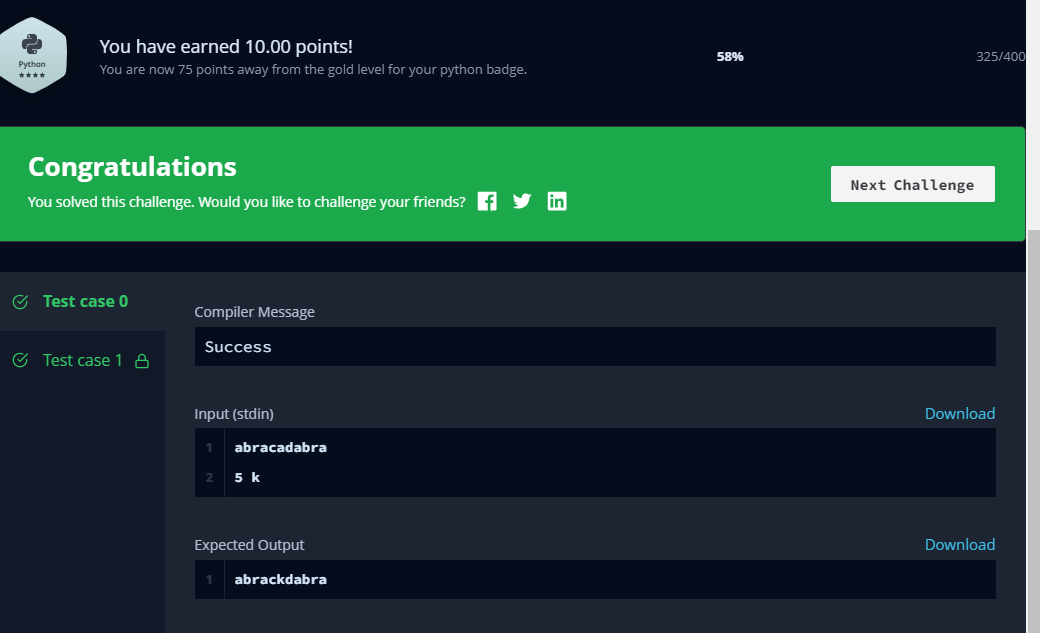 Python
★★★★
You have earned 10.00 points!
You are now 75 points away from the gold level for your python badge.
58%
325/400
Congratulations
You solved this challenge. Would you like to challenge your friends?
Next Challenge
Test case 0
Test case 1
Compiler Message
Success
Input (stdin)
Download
1 abracadabra
2 5 k
Expected Output
Download
1 abrackdabra